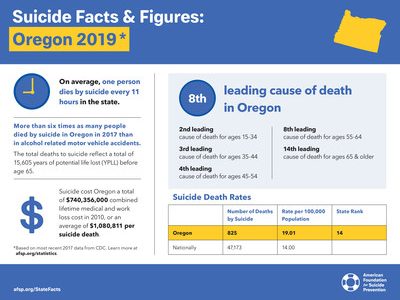 Suicide Facts & Figures:
Oregon 2019*
On average, one person
dies by suicide every 11
hours in the state.
More than six times as many people
died by suicide in Oregon in 2017 than
in alcohol related motor vehicle accidents.
The total deaths to suicide reflect a total of
15,605 years of potential life lost (YPLL) before
age 65.
$
Suicide cost Oregon a total
of $740,356,000 combined
lifetime medical and work
loss cost in 2010, or an
average of $1,080,811 per
suicide death
*Based on most recent 2017 data from CDC. Learn more at
afsp.org/statistics.
8th
leading cause of death
in Oregon
2nd leading
cause of death for ages 15-34
3rd leading
cause of death for ages 35-44
4th leading
cause of death for ages 45-54
8th leading
cause of death for ages 55-64
14th leading
cause of death for ages 65 & older
Suicide Death Rates
Number of Deaths by Suicide
Rate per 100,000 Population
State Rank
Oregon 825 19.01 14
Nationally 47,173 14.00
afsp.org/StateFacts
American
Foundation
for Suicide
Prevention